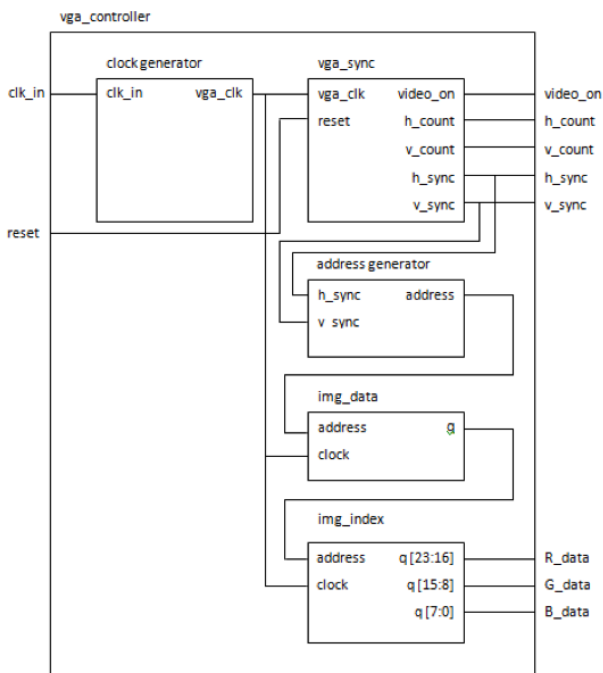 vga_controller
clock generator vga_sync
clk_in clk_in vga_clk vga_clk video_on video_on
reset h_count h_count
v_count v_count
h_sync h_sync
v_sync v_sync
reset
address generator
h_sync address
v_sync
img_data
address q
clock
img_index
address q [23:16] R_data
clock q [15:8] G_data
q [7:0] B_data